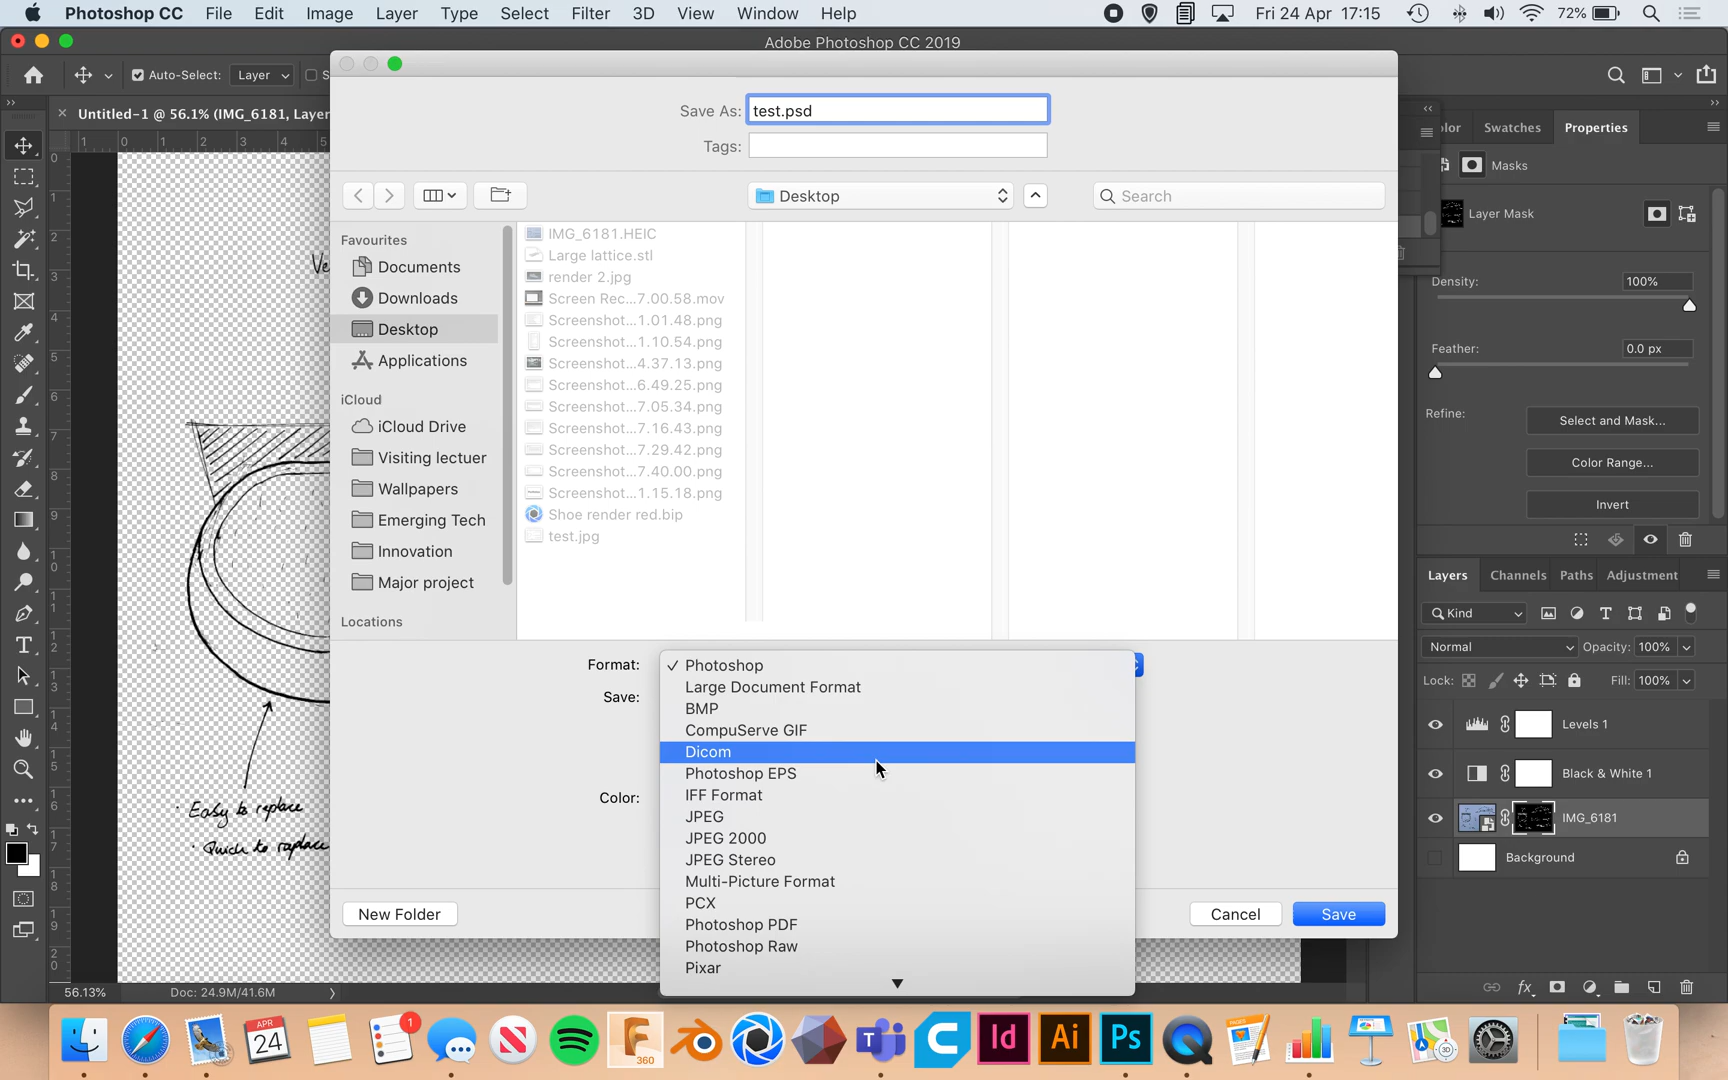 Photoshop CC File Edit Image Layer Type Select Filter 3D View Window Help Fri 24 Apr 17:15 72%
Adobe Photoshop CC 2019
Auto-Select: Layer S
Untitled-1 @ 56.1% (IMG_6181, Layer
Save As: test.psd
Tags:
Desktop
Search
Favourites
Documents
Downloads
Desktop
Applications
iCloud
iCloud Drive
Visiting lectuer
Wallpapers
Emerging Tech
Innovation
Major project
Locations
IMG_6181.HEIC
Large lattice.stl
render 2.jpg
Screen Rec...7.00.58.mov
Screenshot...1.01.48.png
Screenshot...1.10.54.png
Screenshot...4.37.13.png
Screenshot...6.49.25.png
Screenshot...7.05.34.png
Screenshot...7.16.43.png
Screenshot...7.29.42.png
Screenshot...7.40.00.png
Screenshot...1.15.18.png
Shoe render red.bip
test.jpg
Format:
Save:
Color:
Photoshop
Large Document Format
BMP
CompuServe GIF
Dicom
Photoshop EPS
IFF Format
JPEG
JPEG 2000
JPEG Stereo
Multi-Picture Format
PCX
Photoshop PDF
Photoshop Raw
Pixar
New Folder
Cancel
Save
· Easy to replace
· Quick to replace
56.13% Doc: 24.9M/41.6M
lor Swatches Properties
Masks
Layer Mask
Density: 100%
Feather: 0.0 px
Refine:
Select and Mask...
Color Range...
Invert
Layers Channels Paths Adjustment
Kind
Normal Opacity: 100%
Lock: Fill: 100%
Levels 1
Black & White 1
IMG_6181
Background
APR
24
1
360
Id
Ai
Ps